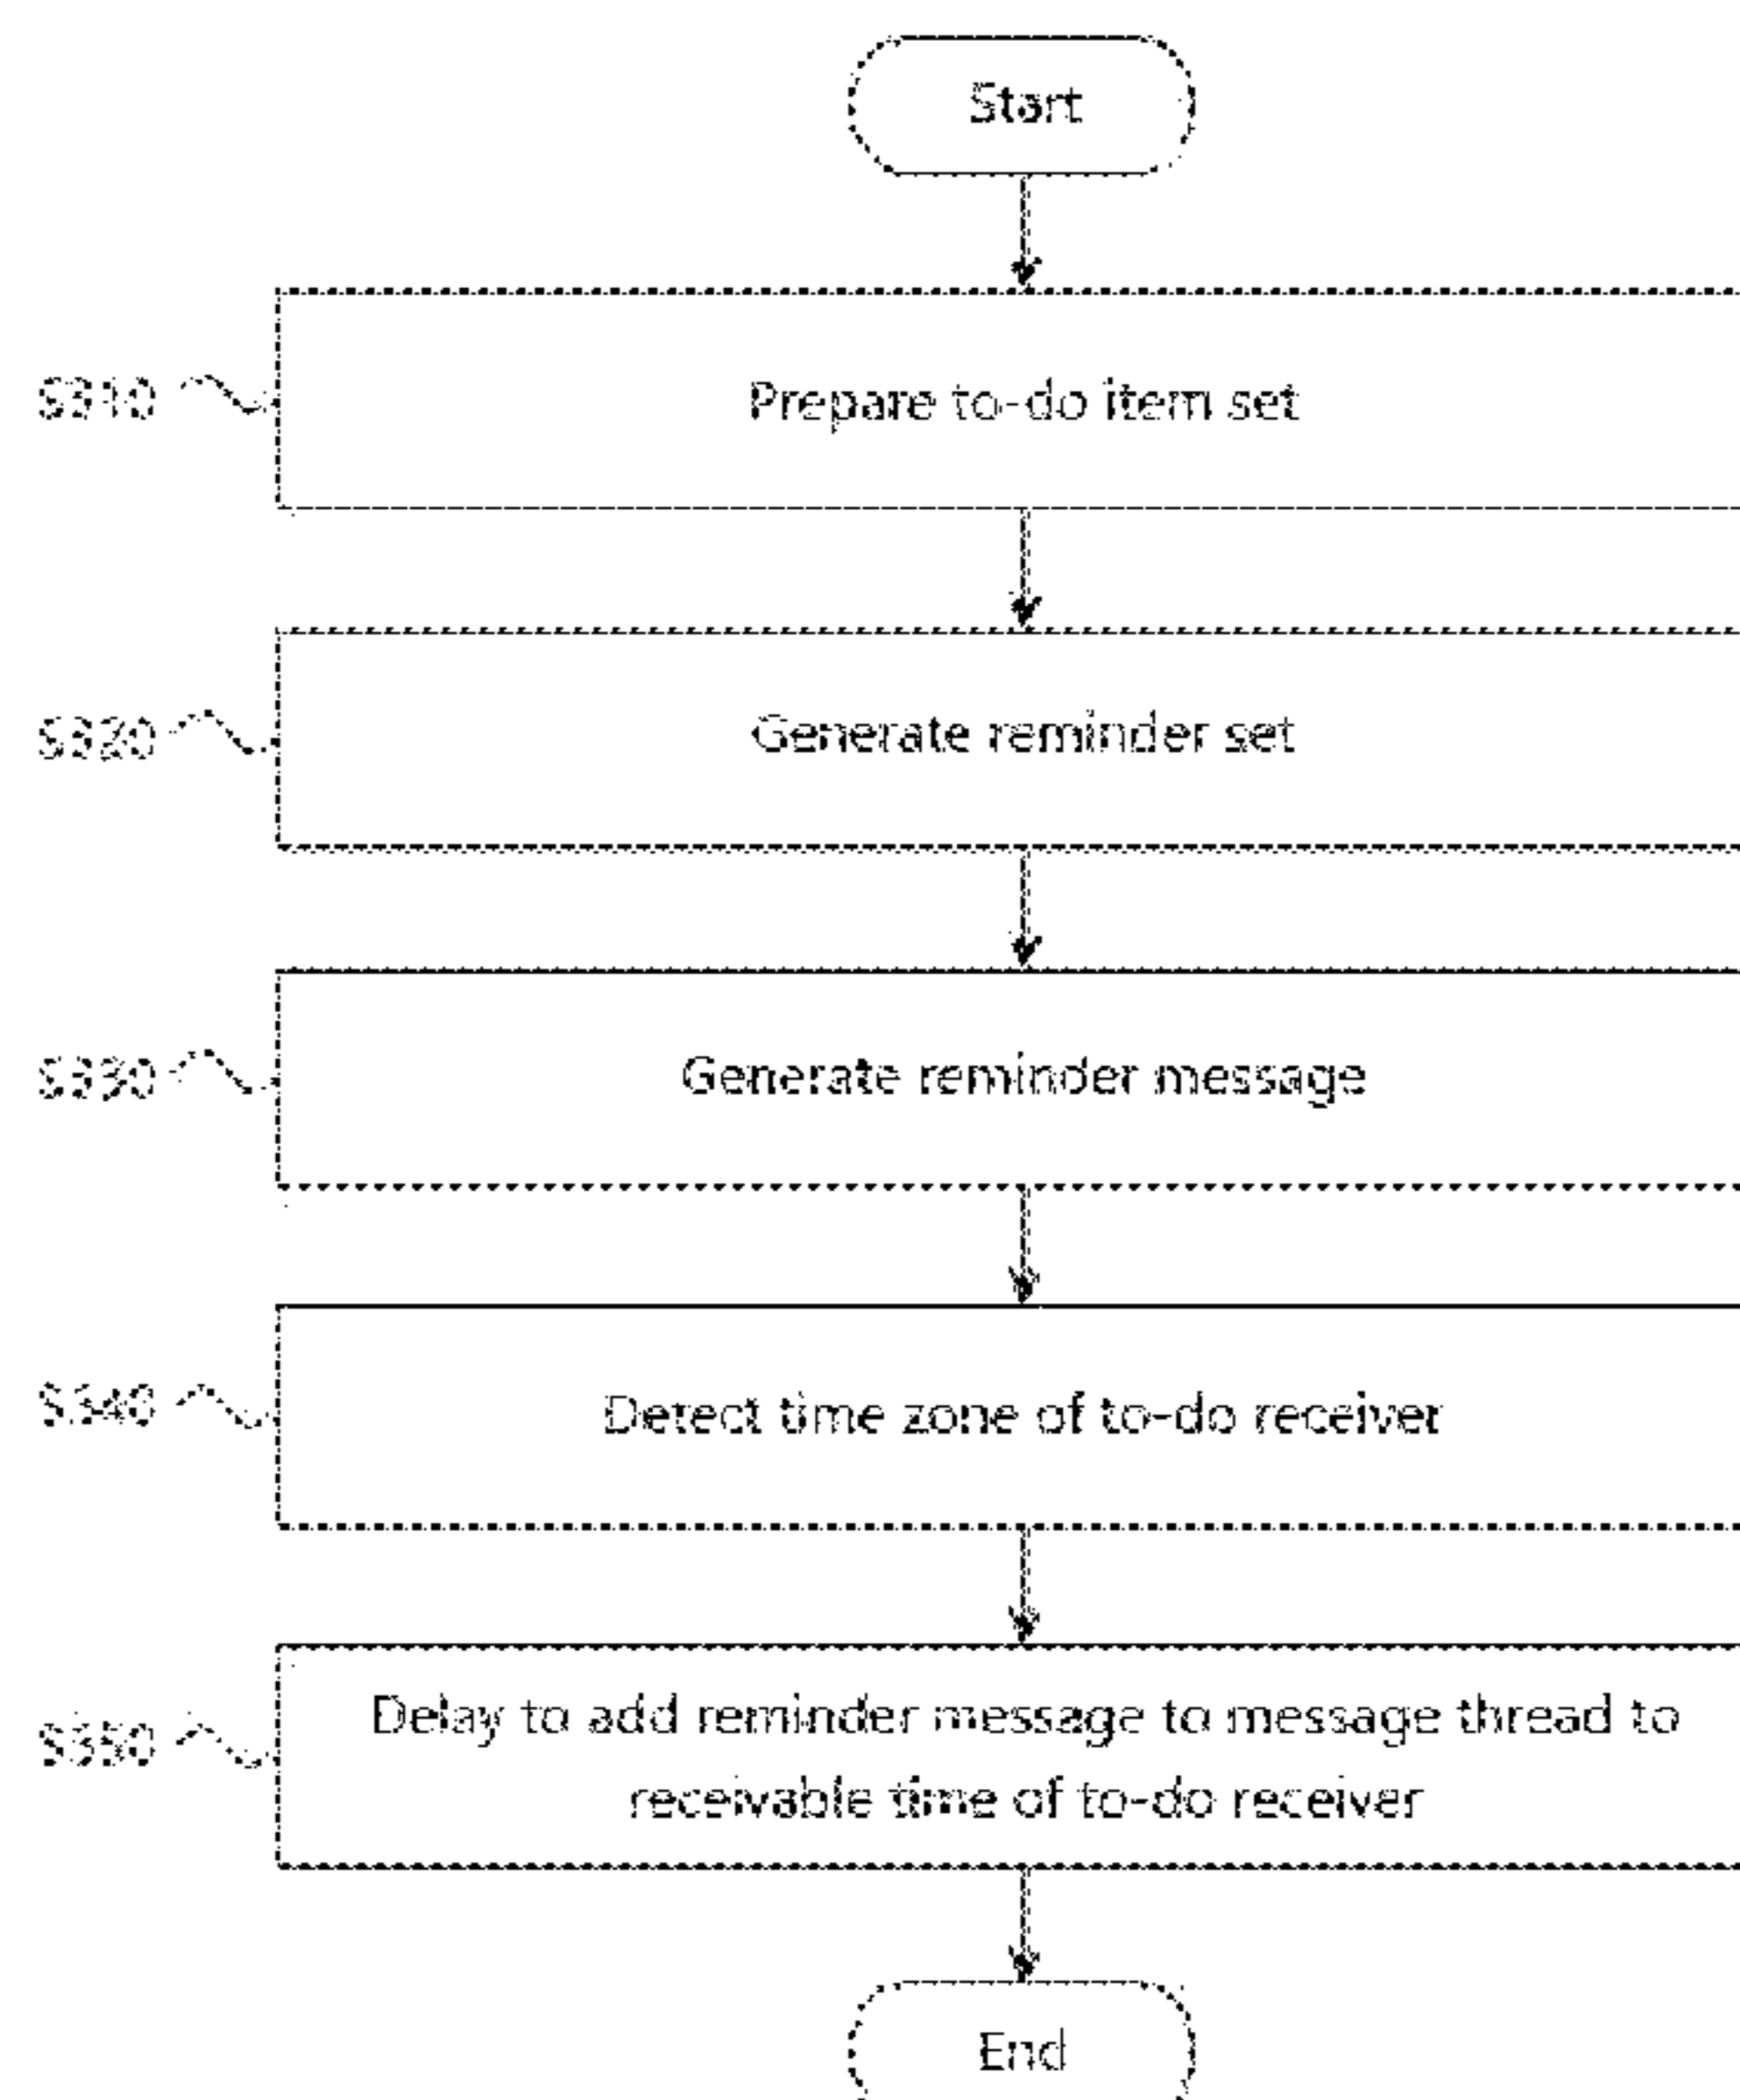 Start
S310
Prepare to-do item set
S320
Generate reminder set
S330
Generate reminder message
S340
Detect time zone of to-do receiver
S350
Delay to add reminder message to message thread to
receivable time of to-do receiver
End